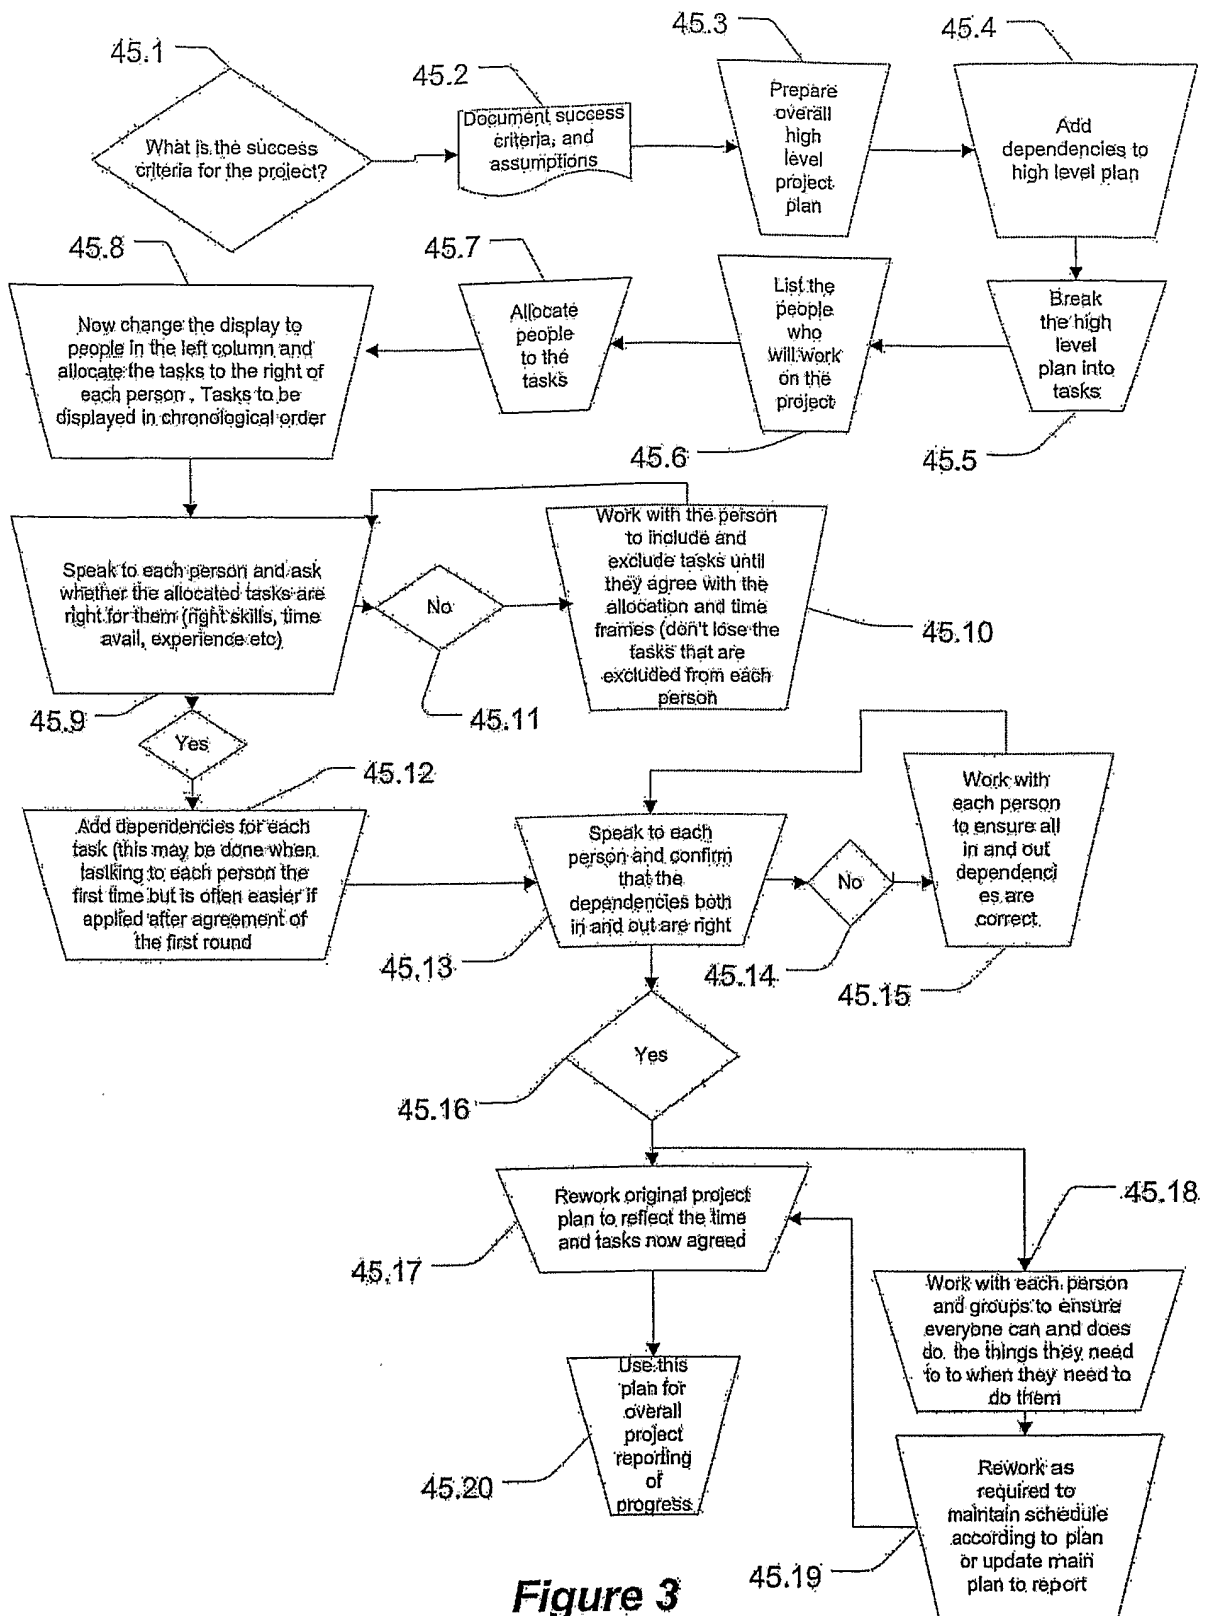 45.1
45.2
45.3
45.4
What is the success
criteria for the project?
Document success
criteria, and
assumptions
Prepare
overall
high
level
project
plan
Add
dependencies to
high level plan
45.8
45.7
Now change the display to
people in the left column and
allocate the tasks to the right of
each person . Tasks to be
displayed in chronological order
Allocate
people
to the
tasks
List the
people
who
will work
on the
project
Break
the high
level
plan into
tasks
45.6
45.5
Speak to each person and ask
whether the allocated tasks are
right for them (right skills, time
avail, experience etc)
No
Work with the person
to include and
exclude tasks until
they agree with the
allocation and time
frames (don't lose the
tasks that are
excluded from each
person
45.10
45.9
45.11
Yes
45.12
Add dependencies for each
task (this may be done when
taslking to each person the
first time but is often easier if
applied after agreement of
the first round
Speak to each
person and confirm
that the
dependencies both
in and out are right
No
Work with
each person
to ensure all
in and out
dependenci
es are
correct.
45.13
45.14
45.15
Yes
45.16
Rework original project
plan to reflect the time
and tasks now agreed
45.17
45.18
Work with each person
and groups to ensure
everyone can and does
do the things they need
to to when they need to
do them
Use this
plan for
overall
project
reporting
of
progress
45.20
Rework as
required to
maintain schedule
according to plan
or update main
plan to report
45.19
Figure 3